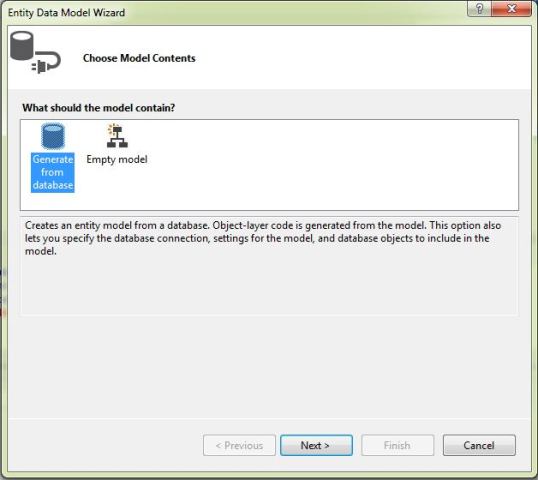 Entity Data Model Wizard
?
Choose Model Contents
What should the model contain?
Generate
from
database
Empty model
Creates an entity model from a database. Object-layer code is generated from the model. This option also
lets you specify the database connection, settings for the model, and database objects to include in the
model.
< Previous
Next >
Finish
Cancel